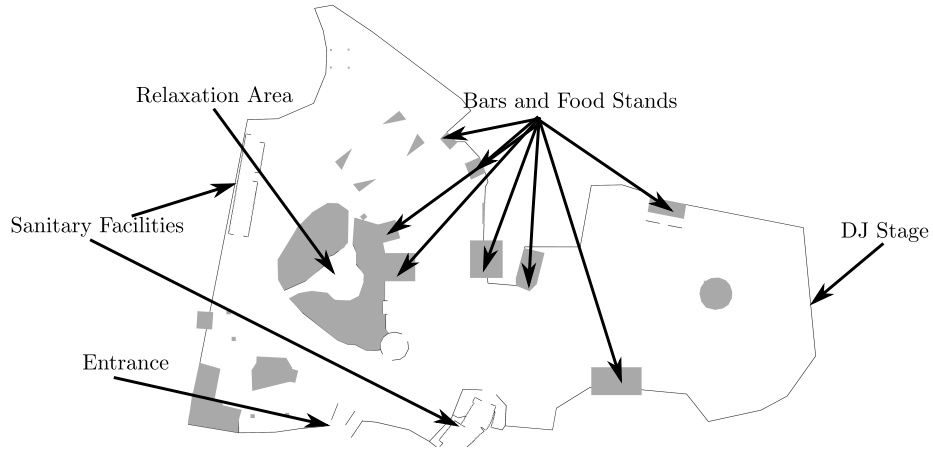 Relaxation Area
Bars and Food Stands
Sanitary Facilities
DJ Stage
Entrance